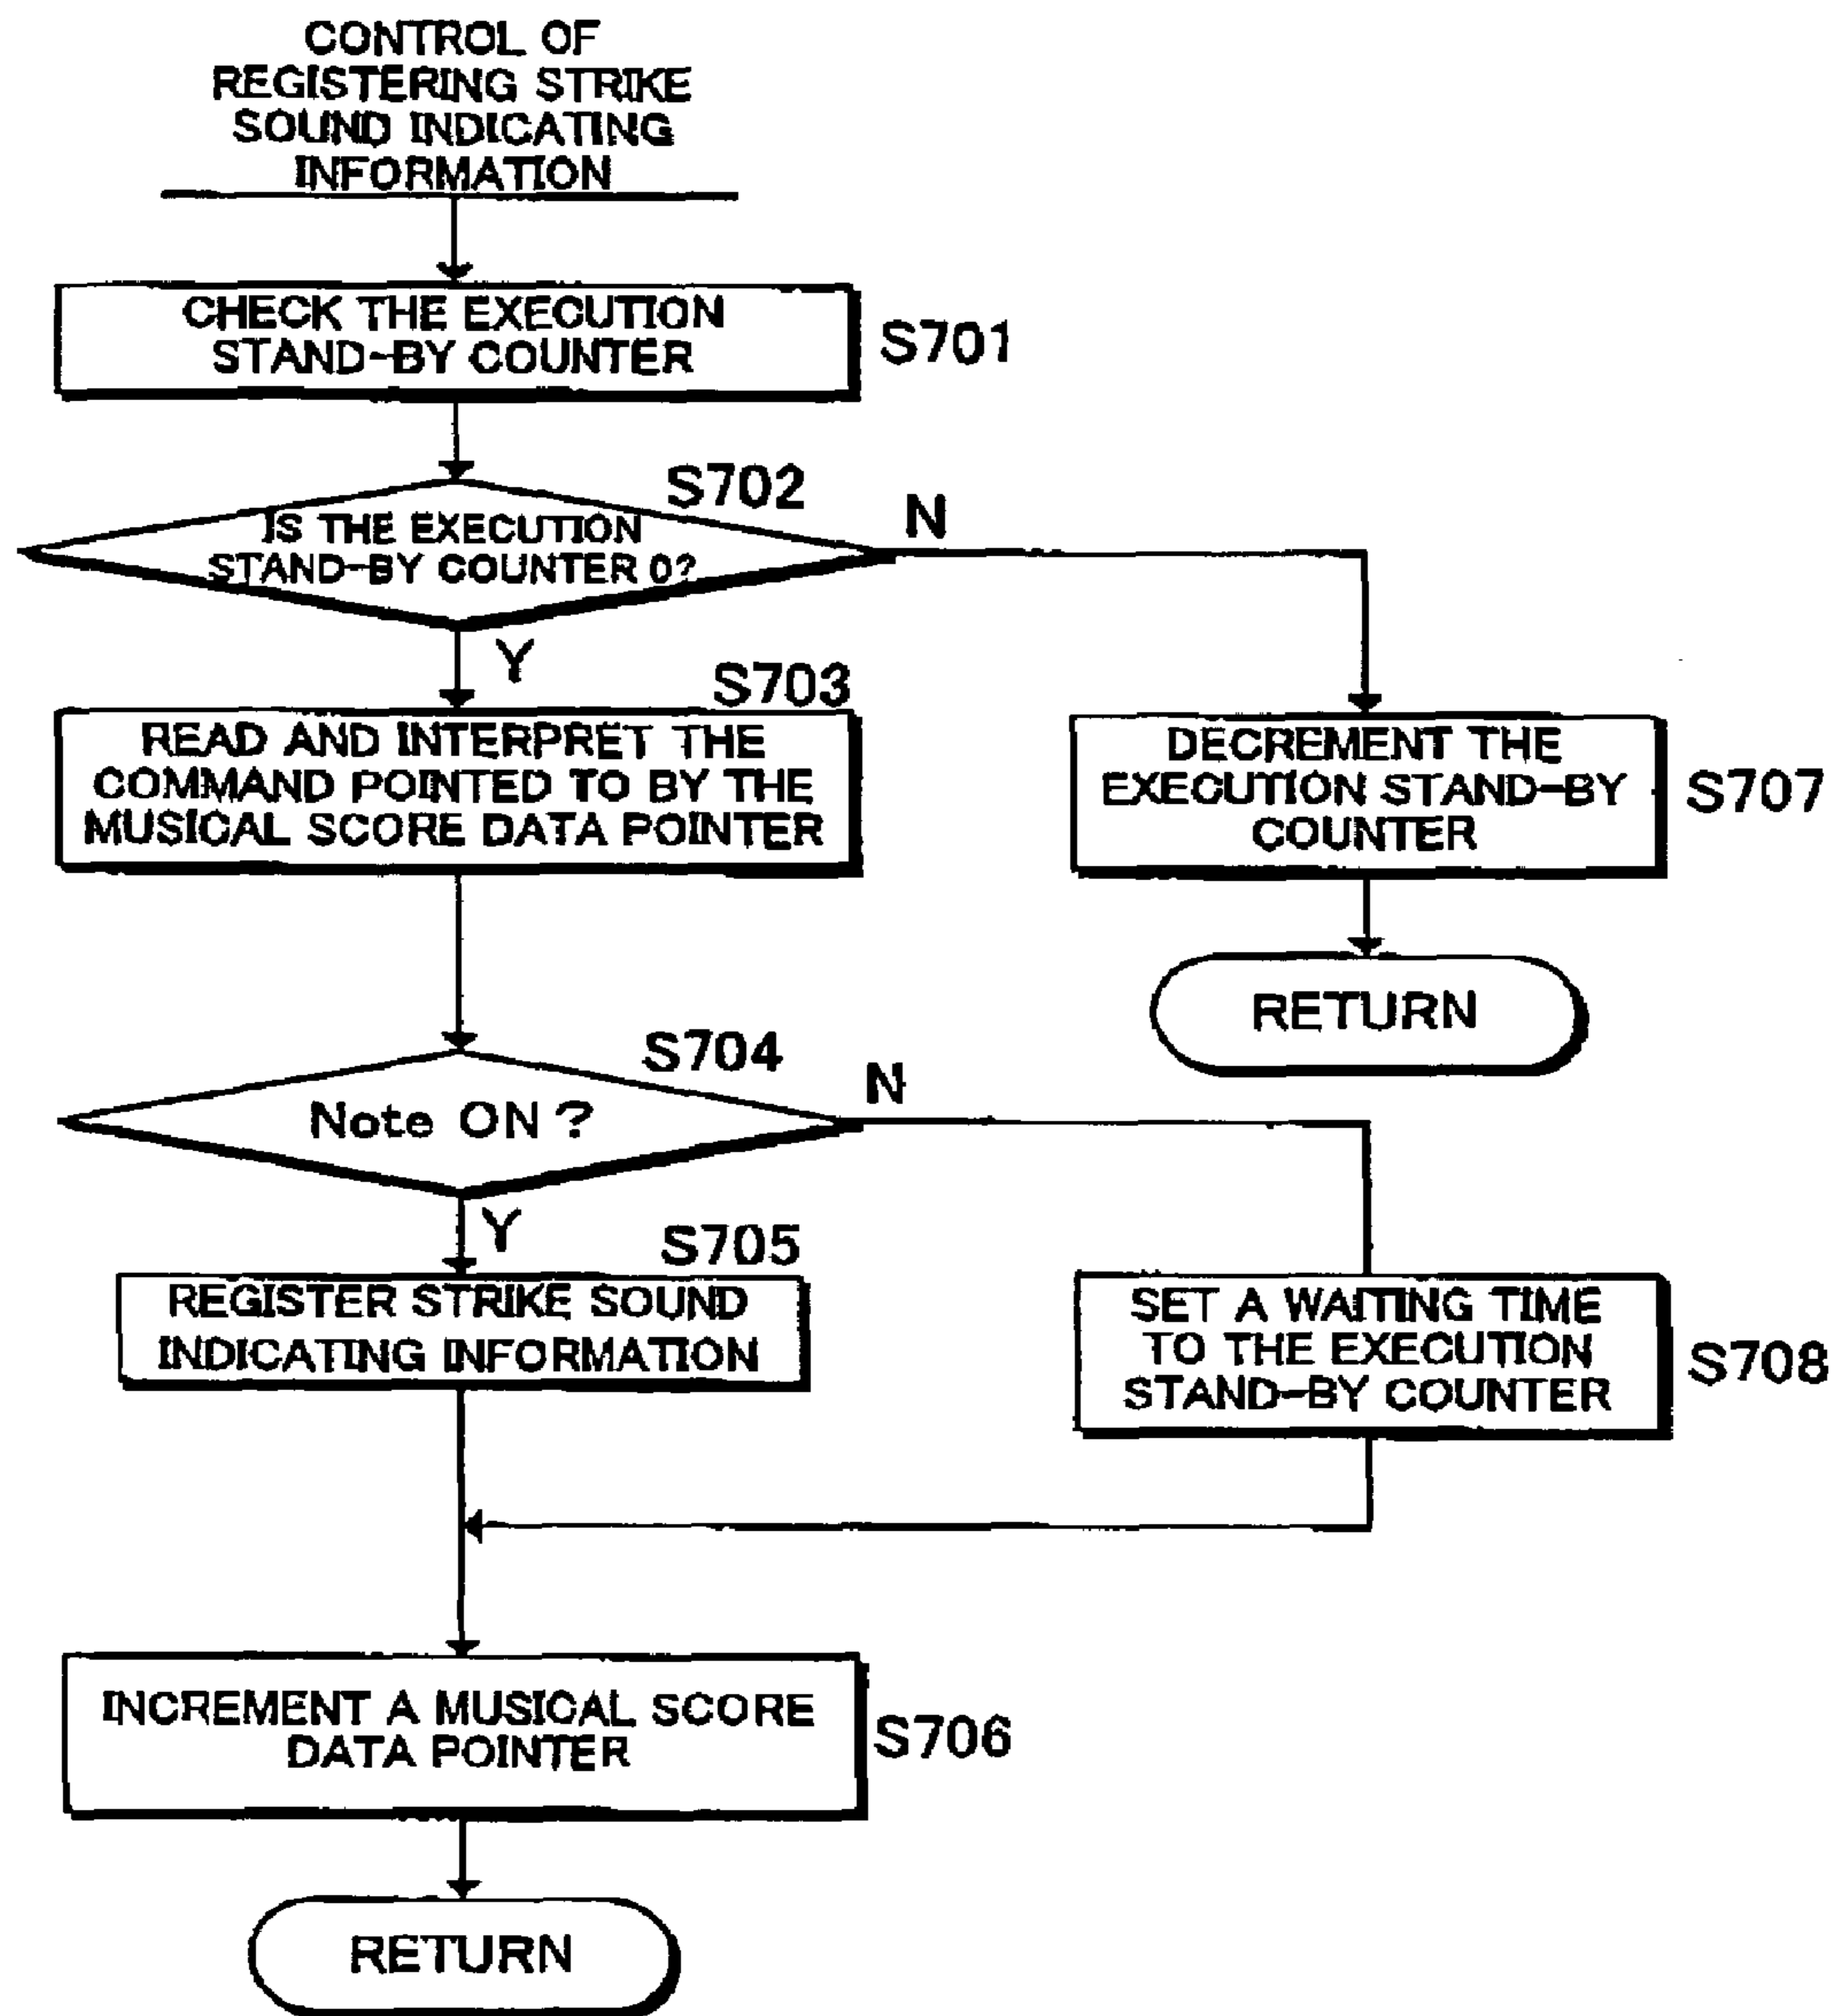 CONTROL OF
REGISTERING STRIKE
SOUND INDICATING
INFORMATION
CHECK THE EXECUTION
STAND-BY COUNTER
S701
S702
IS THE EXECUTION
STAND-BY COUNTER 0?
N
Y
S703
READ AND INTERPRET THE
COMMAND POINTED TO BY THE
MUSICAL SCORE DATA POINTER
DECREMENT THE
EXECUTION STAND-BY
COUNTER
S707
RETURN
S704
Note ON ?
N
Y
S705
REGISTER STRIKE SOUND
INDICATING INFORMATION
SET A WAITING TIME
TO THE EXECUTION
STAND-BY COUNTER
S708
INCREMENT A MUSICAL SCORE
DATA POINTER
S706
RETURN